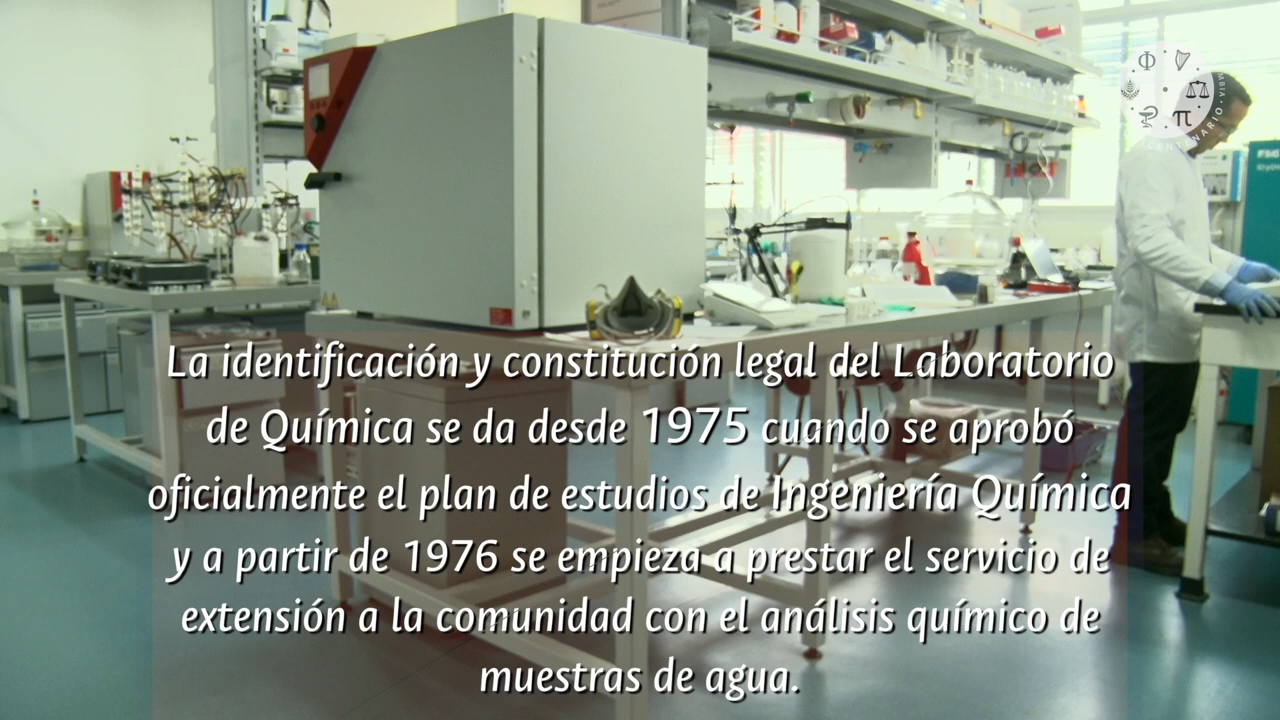 La identificación y constitución legal del Laboratorio
de Química se da desde 1975 cuando se aprobó
oficialmente el plan de estudios de Ingeniería Química
y a partir de 1976 se empieza a prestar el servicio de
extensión a la comunidad con el análisis químico de
muestras de agua.